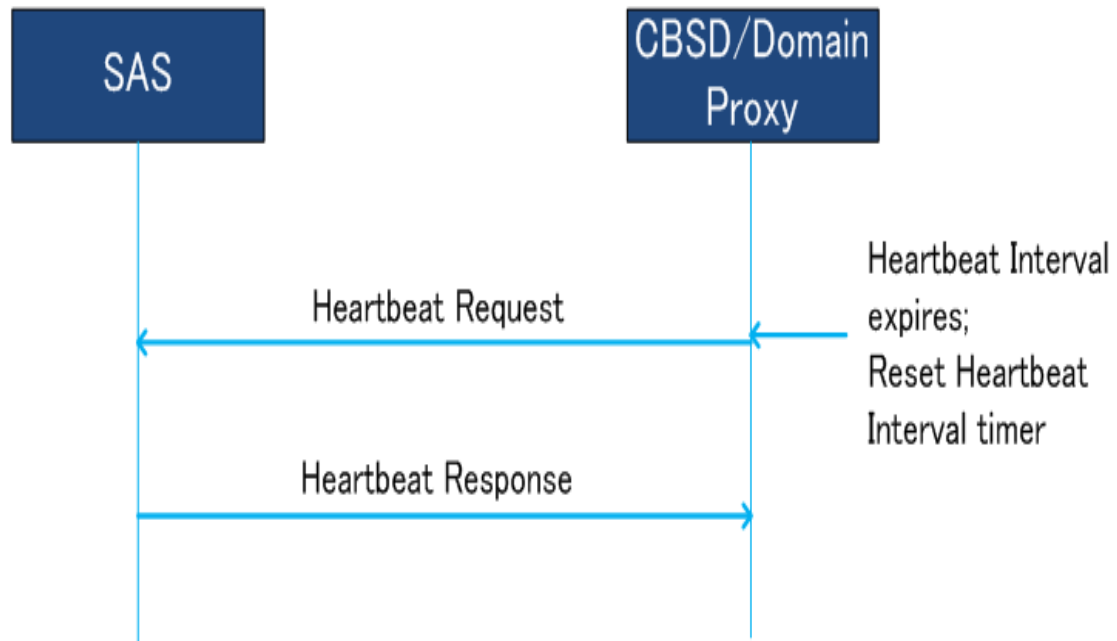 SAS
CBSD/Domain
Proxy
Heartbeat Interval
expires;
Reset Heartbeat
Interval timer
Heartbeat Request
Heartbeat Response